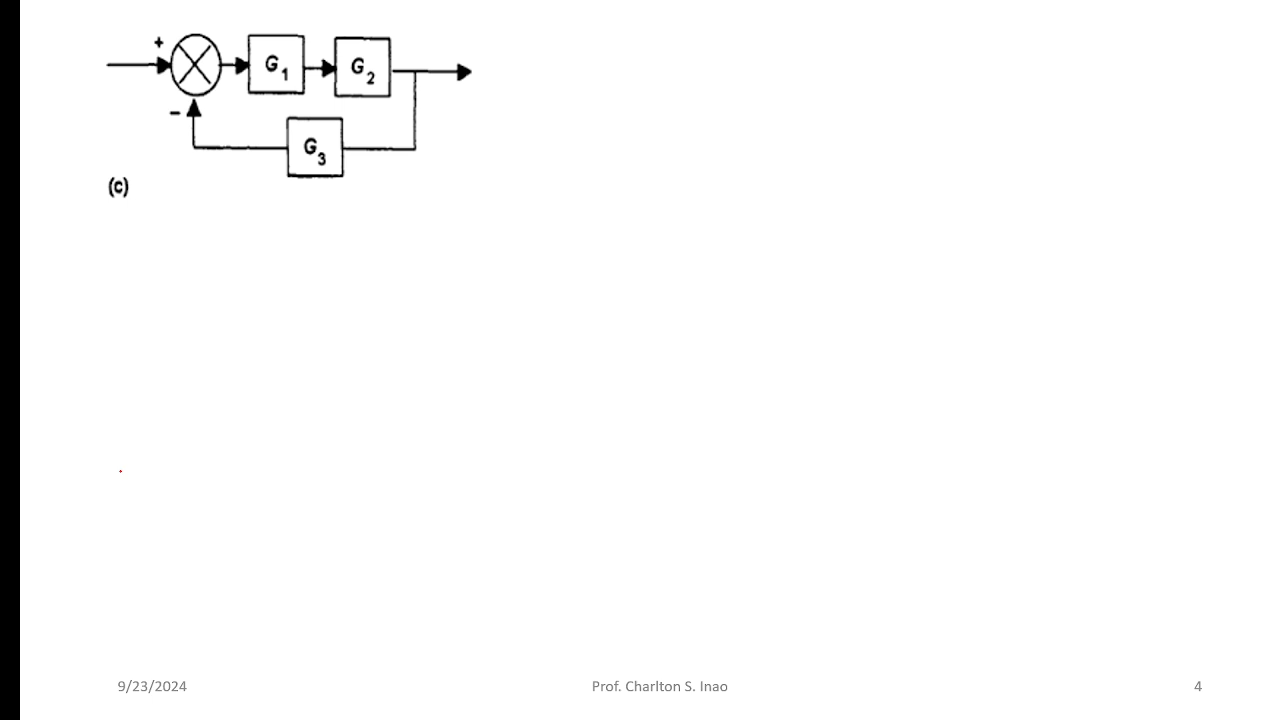 +
G1
G2
−
G3
(c)
9/23/2024 Prof. Charlton S. Inao 4